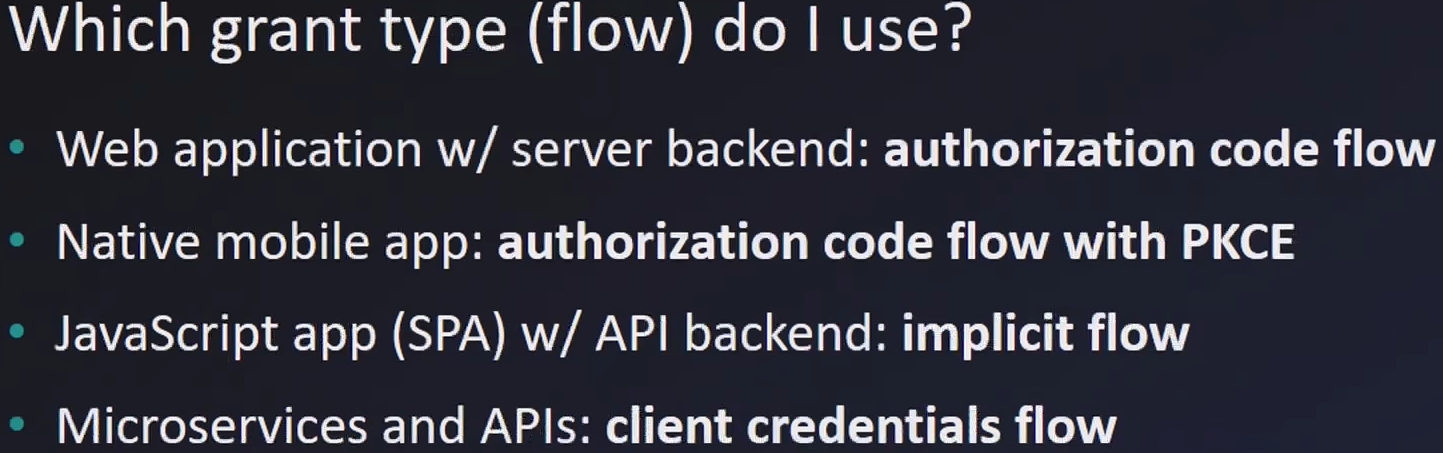 Which grant type (flow) do I use?
• Web application w/ server backend: authorization code flow
• Native mobile app: authorization code flow with PKCE
• JavaScript app (SPA) w/ API backend: implicit flow
• Microservices and APIs: client credentials flow